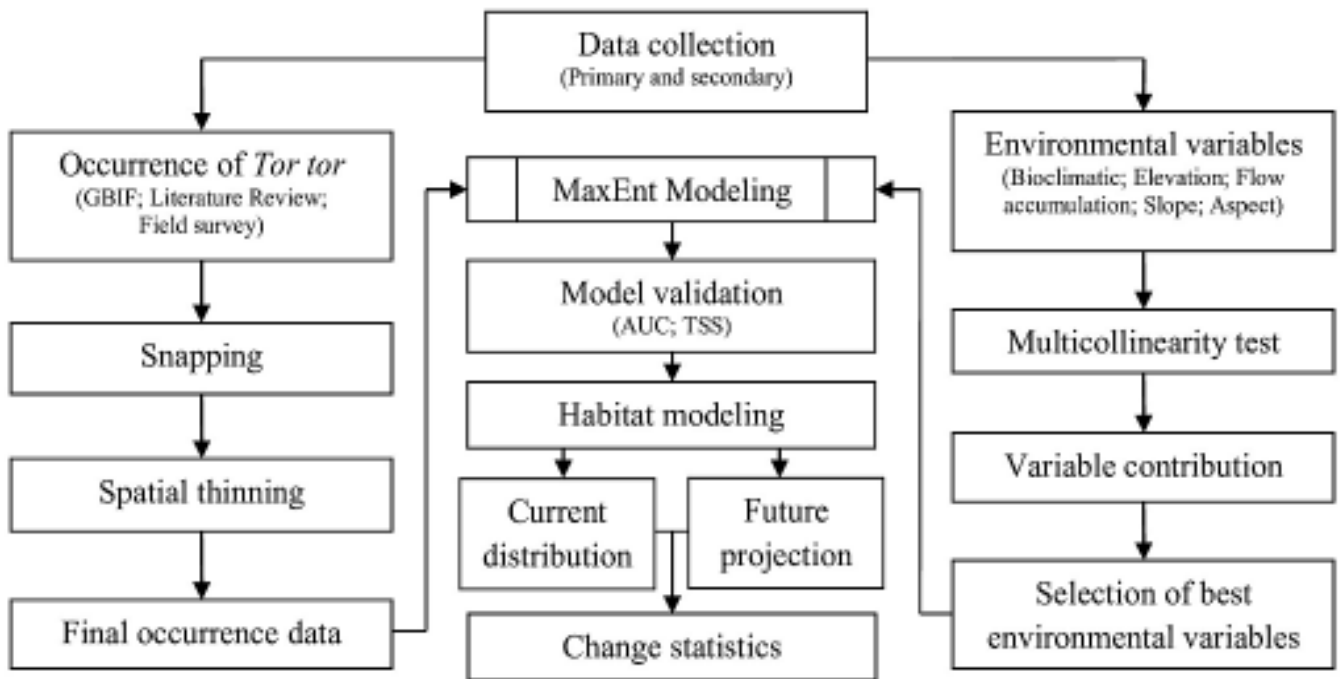 Data collection
(Primary and secondary)
Occurrence of Tor tor
(GBIF; Literature Review;
Field survey)
Snapping
Spatial thinning
Final occurrence data
MaxEnt Modeling
Model validation
(AUC; TSS)
Habitat modeling
Current
distribution
Future
projection
Change statistics
Environmental variables
(Bioclimatic; Elevation; Flow
accumulation; Slope; Aspect)
Multicollinearity test
Variable contribution
Selection of best
environmental variables